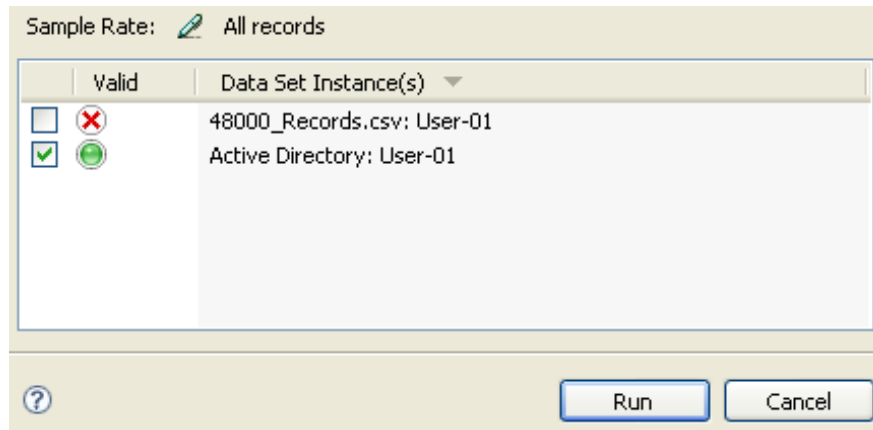 Sample Rate: All records
Valid Data Set Instance(s)
48000_Records.csv: User-01
Active Directory: User-01
? Run Cancel